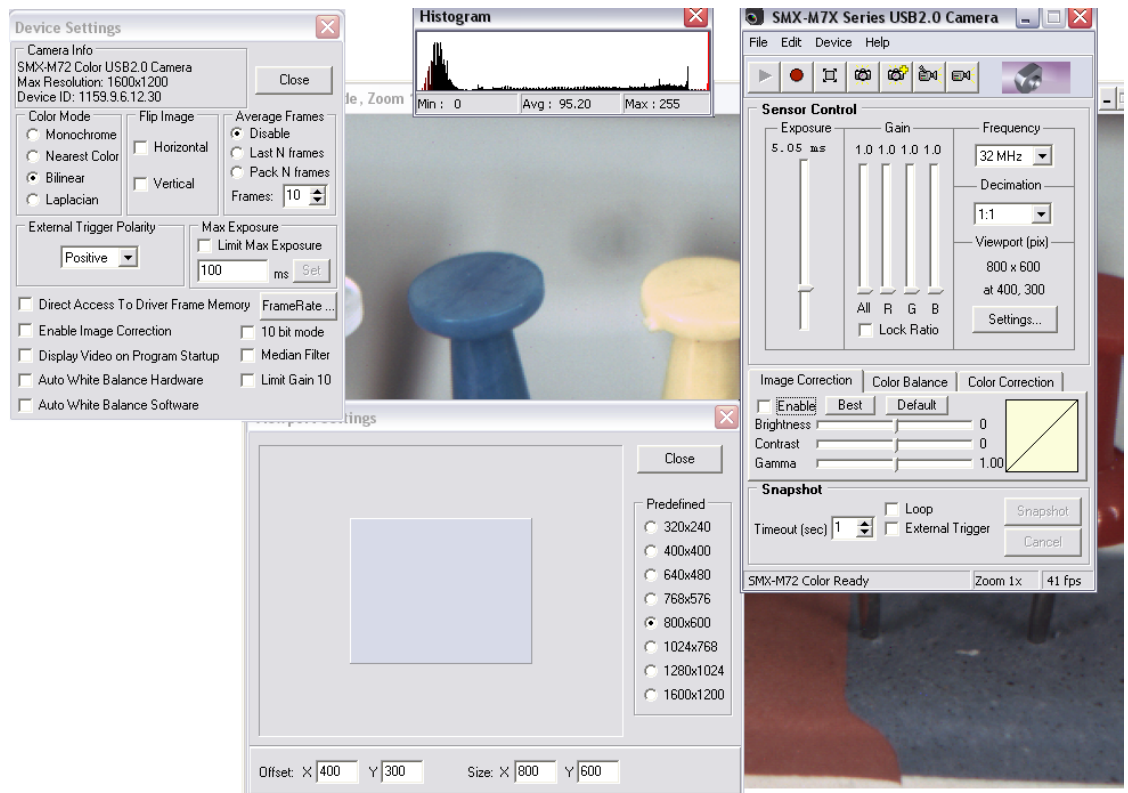 Device Settings
Camera Info
SMX-M72 Color USB2.0 Camera
Max Resolution: 1600x1200
Device ID: 1159.9.6.12.30
Close
Color Mode
Monochrome
Nearest Color
Bilinear
Laplacian
Flip Image
Horizontal
Vertical
Average Frames
Disable
Last N frames
Pack N frames
Frames: 10
External Trigger Polarity
Positive
Max Exposure
Limit Max Exposure
100 ms Set
Direct Access To Driver Frame Memory
FrameRate ...
Enable Image Correction
10 bit mode
Display Video on Program Startup
Median Filter
Auto White Balance Hardware
Limit Gain 10
Auto White Balance Software
Histogram
Min : 0 Avg : 95.20 Max : 255
, Zoom
SMX-M7X Series USB2.0 Camera
File Edit Device Help
Sensor Control
Exposure
5.05 ms
Gain
1.0 1.0 1.0 1.0
All R G B
Lock Ratio
Frequency
32 MHz
Decimation
1:1
Viewport (pix)
800 x 600
at 400, 300
Settings...
Image Correction Color Balance Color Correction
Enable Best Default
Brightness 0
Contrast 0
Gamma 1.00
Snapshot
Timeout (sec) 1
Loop
External Trigger
Snapshot
Cancel
SMX-M72 Color Ready Zoom 1x 41 fps
Viewport Settings
Close
Predefined
320x240
400x400
640x480
768x576
800x600
1024x768
1280x1024
1600x1200
Offset: X 400 Y 300 Size: X 800 Y 600